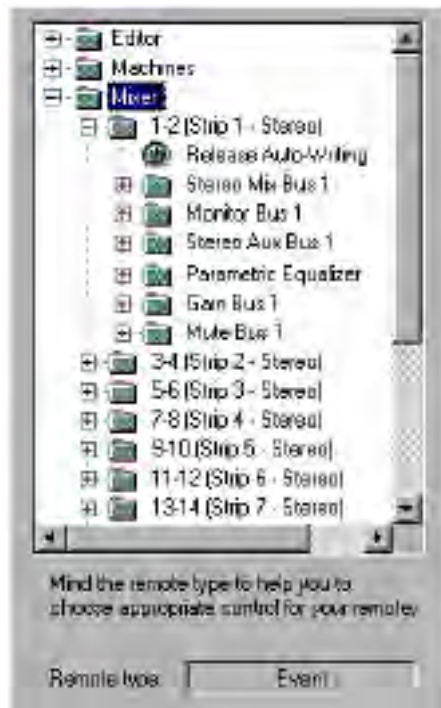 Editor
Machines
Mixer
1-2 (Strip 1 - Stereo)
Release Auto-Writing
Stereo Mix Bus 1
Monitor Bus 1
Stereo Aux Bus 1
Parametric Equalizer
Gain Bus 1
Mute Bus 1
3-4 (Strip 2 - Stereo)
5-6 (Strip 3 - Stereo)
7-8 (Strip 4 - Stereo)
9-10 (Strip 5 - Stereo)
11-12 (Strip 6 - Stereo)
13-14 (Strip 7 - Stereo)
Mind the remote type to help you to
choose appropriate control for your remote,
Remote type: Event